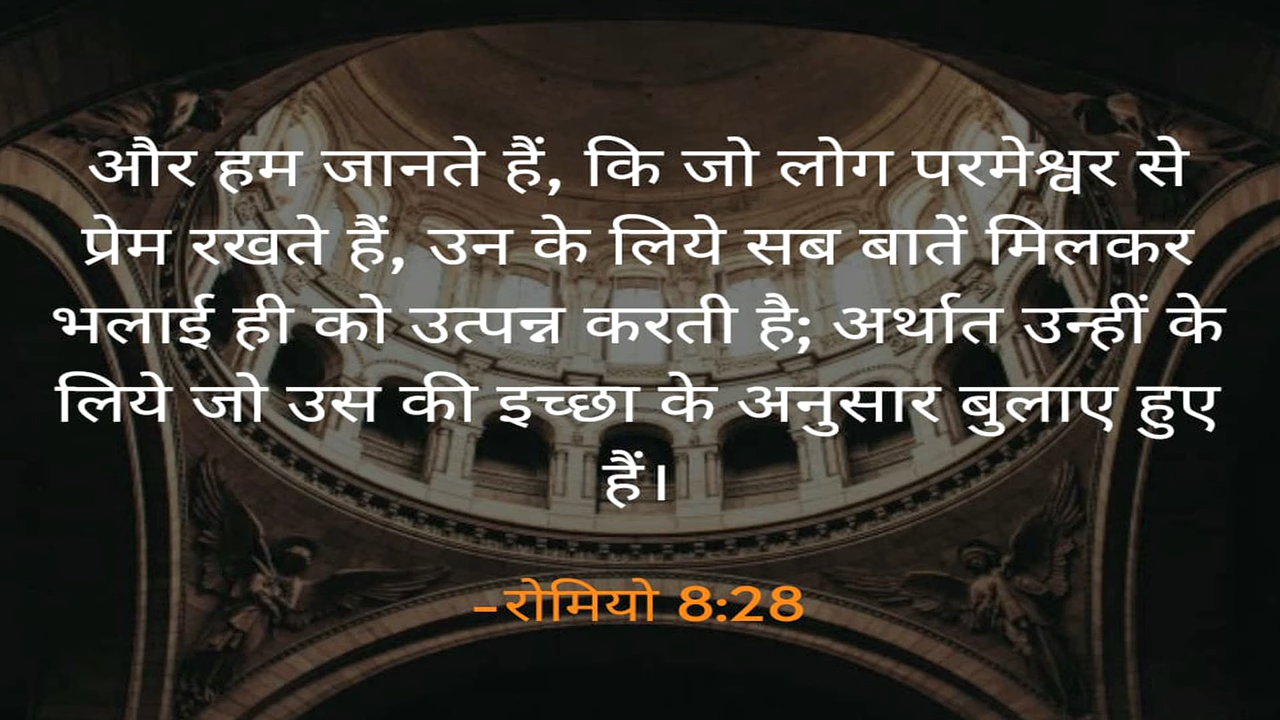 और हम जानते हैं, कि जो लोग परमेश्वर से
प्रेम रखते हैं, उन के लिये सब बातें मिलकर
भलाई ही को उत्पन्न करती है; अर्थात उन्हीं के
लिये जो उस की इच्छा के अनुसार बुलाए हुए
हैं।
–रोमियो 8:28